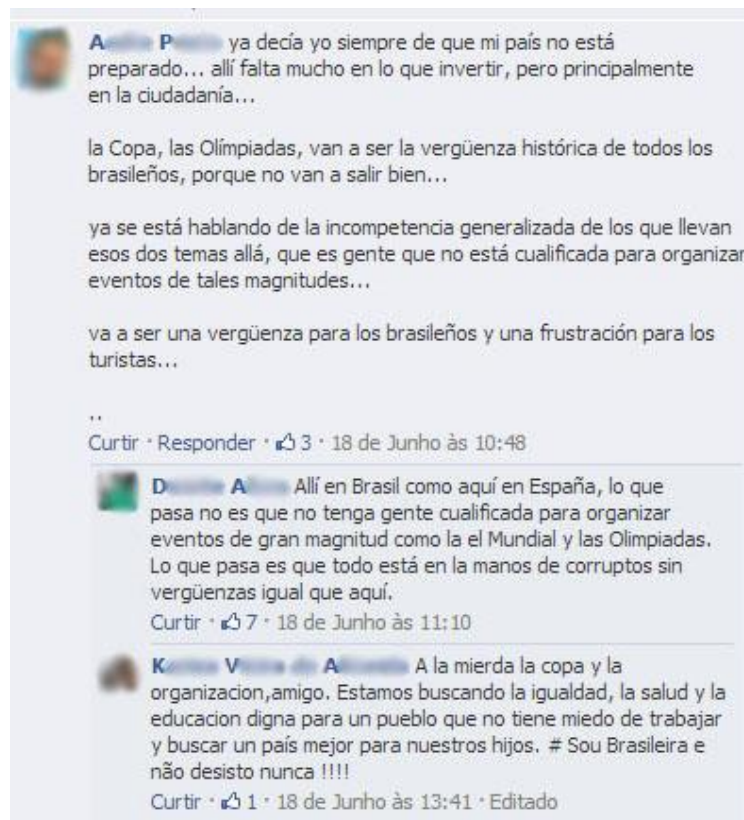 A P ya decía yo siempre de que mi país no está
preparado... allí falta mucho en lo que invertir, pero principalmente
en la ciudadanía...
la Copa, las Olímpiadas, van a ser la vergüenza histórica de todos los
brasileños, porque no van a salir bien...
ya se está hablando de la incompetencia generalizada de los que llevan
esos dos temas allá, que es gente que no está cualificada para organizar
eventos de tales magnitudes...
va a ser una vergüenza para los brasileños y una frustración para los
turistas...
..
Curtir · Responder · 3 · 18 de Junho às 10:48
D A Allí en Brasil como aquí en España, lo que
pasa no es que no tenga gente cualificada para organizar
eventos de gran magnitud como la el Mundial y las Olimpiadas.
Lo que pasa es que todo está en la manos de corruptos sin
vergüenzas igual que aquí.
Curtir · 7 · 18 de Junho às 11:10
K V A A la mierda la copa y la
organizacion,amigo. Estamos buscando la igualdad, la salud y la
educacion digna para un pueblo que no tiene miedo de trabajar
y buscar un país mejor para nuestros hijos. # Sou Brasileira e
não desisto nunca !!!!
Curtir · 1 · 18 de Junho às 13:41 · Editado